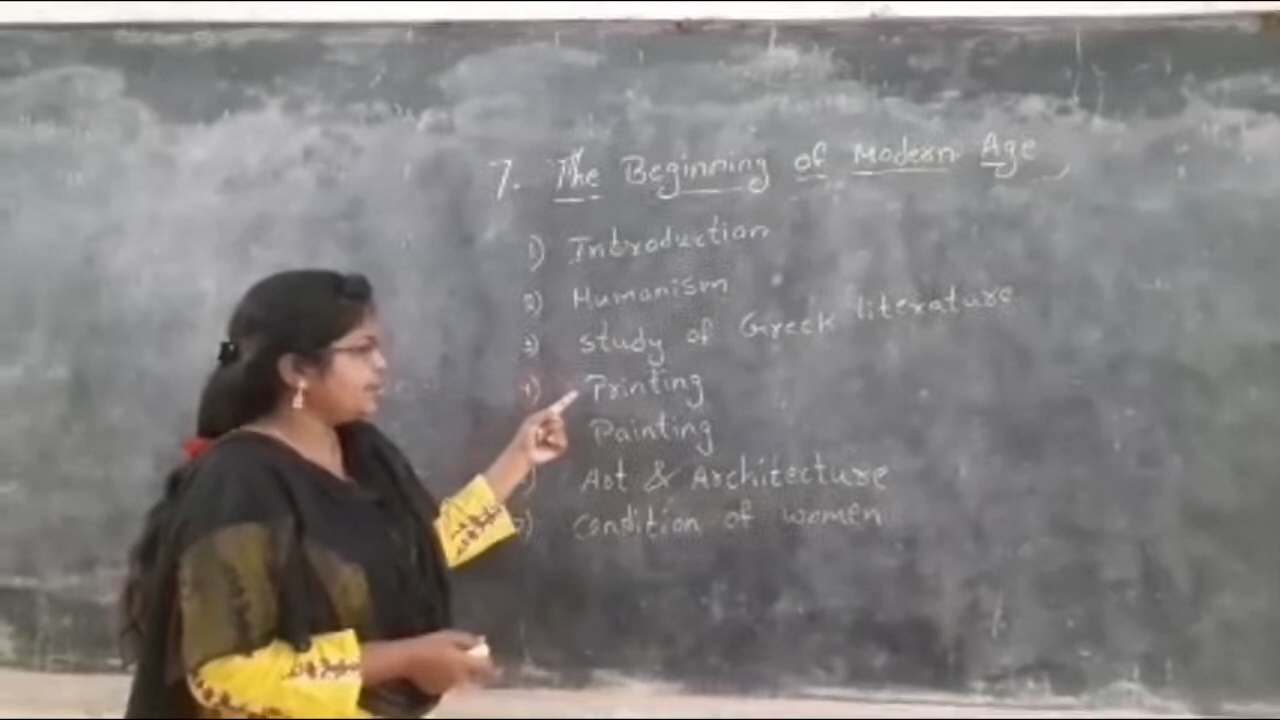 7. The Beginning of Modern Age
1) Introduction
2) Humanism
3) study of Greek literature
4) Printing
Painting
) Art & Architecture
) condition of women